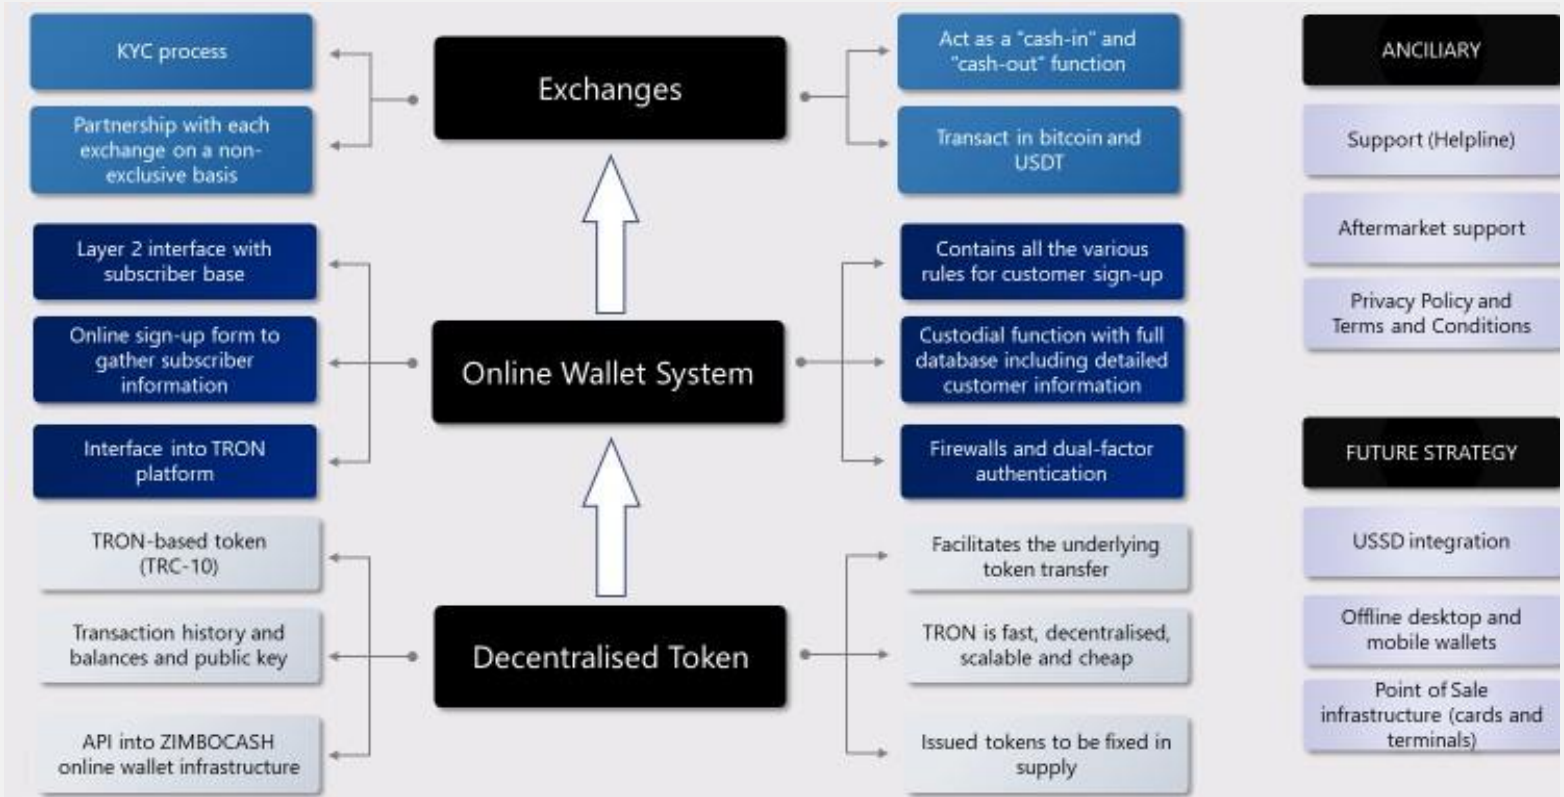 KYC process
Partnership with each
exchange on a non-
exclusive basis
Exchanges
Act as a "cash-in" and
"cash-out" function
Transact in bitcoin and
USDT
Layer 2 interface with
subscriber base
Online sign-up form to
gather subscriber
information
Interface into TRON
platform
Online Wallet System
Contains all the various
rules for customer sign-up
Custodial function with full
database including detailed
customer information
Firewalls and dual-factor
authentication
TRON-based token
(TRC-10)
Transaction history and
balances and public key
API into ZIMBOCASH
online wallet infrastructure
Decentralised Token
Facilitates the underlying
token transfer
TRON is fast, decentralised,
scalable and cheap
Issued tokens to be fixed in
supply
ANCILIARY
Support (Helpline)
Aftermarket support
Privacy Policy and
Terms and Conditions
FUTURE STRATEGY
USSD integration
Offline desktop and
mobile wallets
Point of Sale
infrastructure (cards and
terminals)